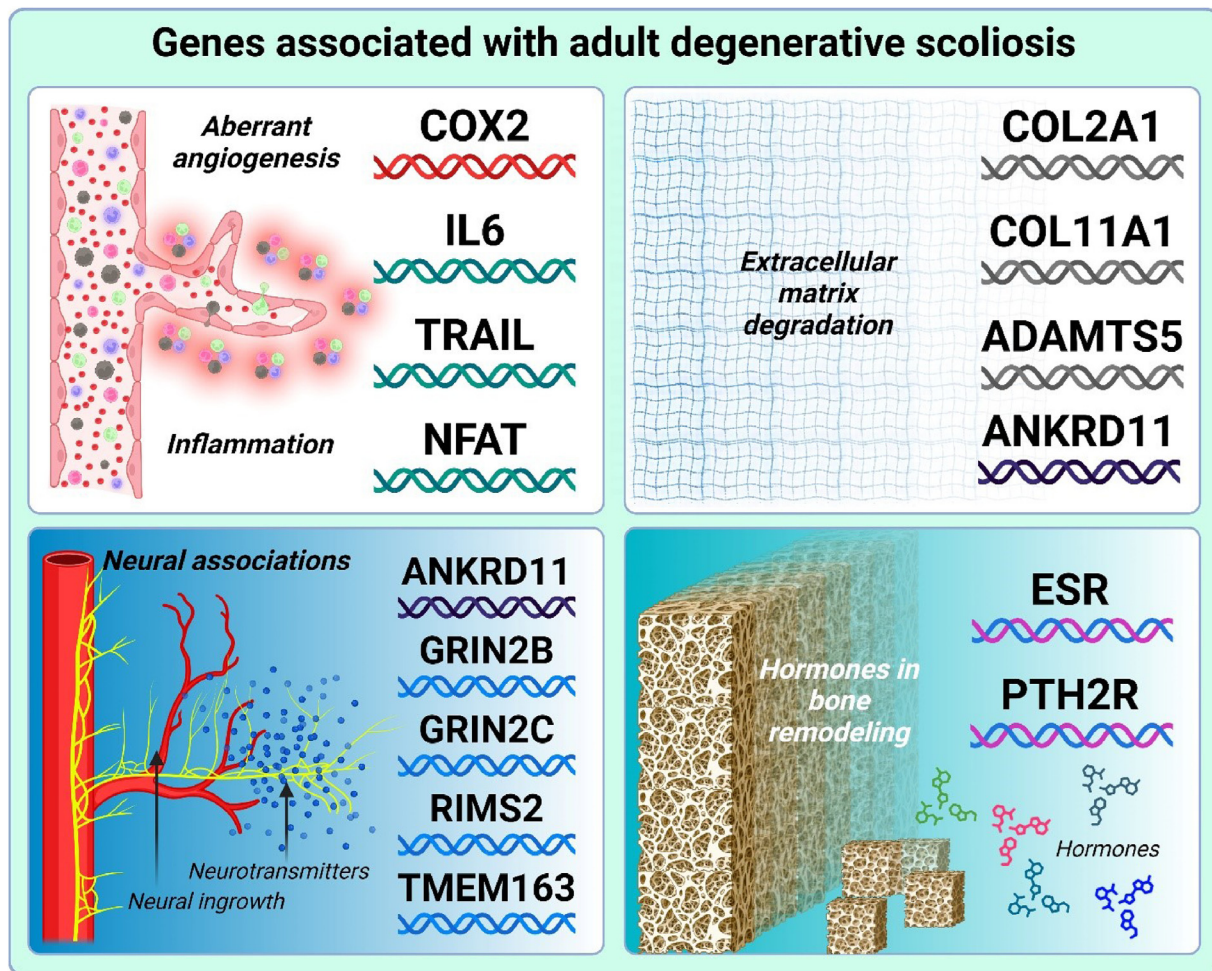 Genes associated with adult degenerative scoliosis
Aberrant
angiogenesis
Inflammation
COX2
IL6
TRAIL
NFAT
Extracellular
matrix
degradation
COL2A1
COL11A1
ADAMTS5
ANKRD11
Neural associations
Neurotransmitters
Neural ingrowth
ANKRD11
GRIN2B
GRIN2C
RIMS2
TMEM163
Hormones in
bone
remodeling
ESR
PTH2R
Hormones